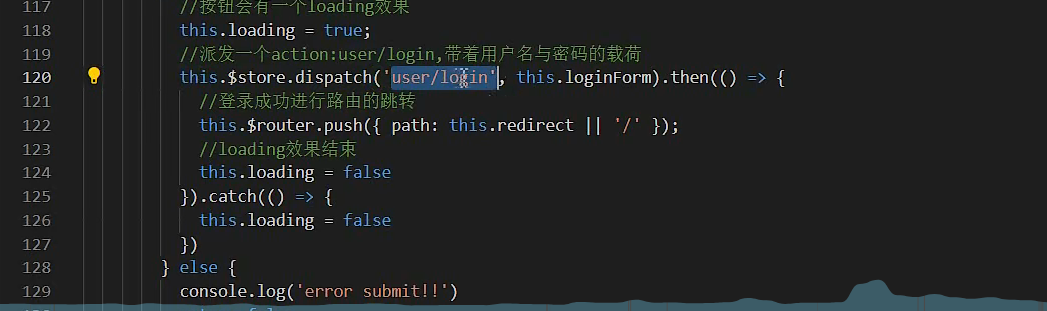 117 //按钮会有一个loading效果
118 this.loading = true;
119 //派发一个action:user/login,带着用户名与密码的载荷
120 this.$store.dispatch('user/login', this.loginForm).then(() => {
121 //登录成功进行路由的跳转
122 this.$router.push({ path: this.redirect || '/' });
123 //loading效果结束
124 this.loading = false
125 }).catch(() => {
126 this.loading = false
127 })
128 } else {
129 console.log('error submit!!')